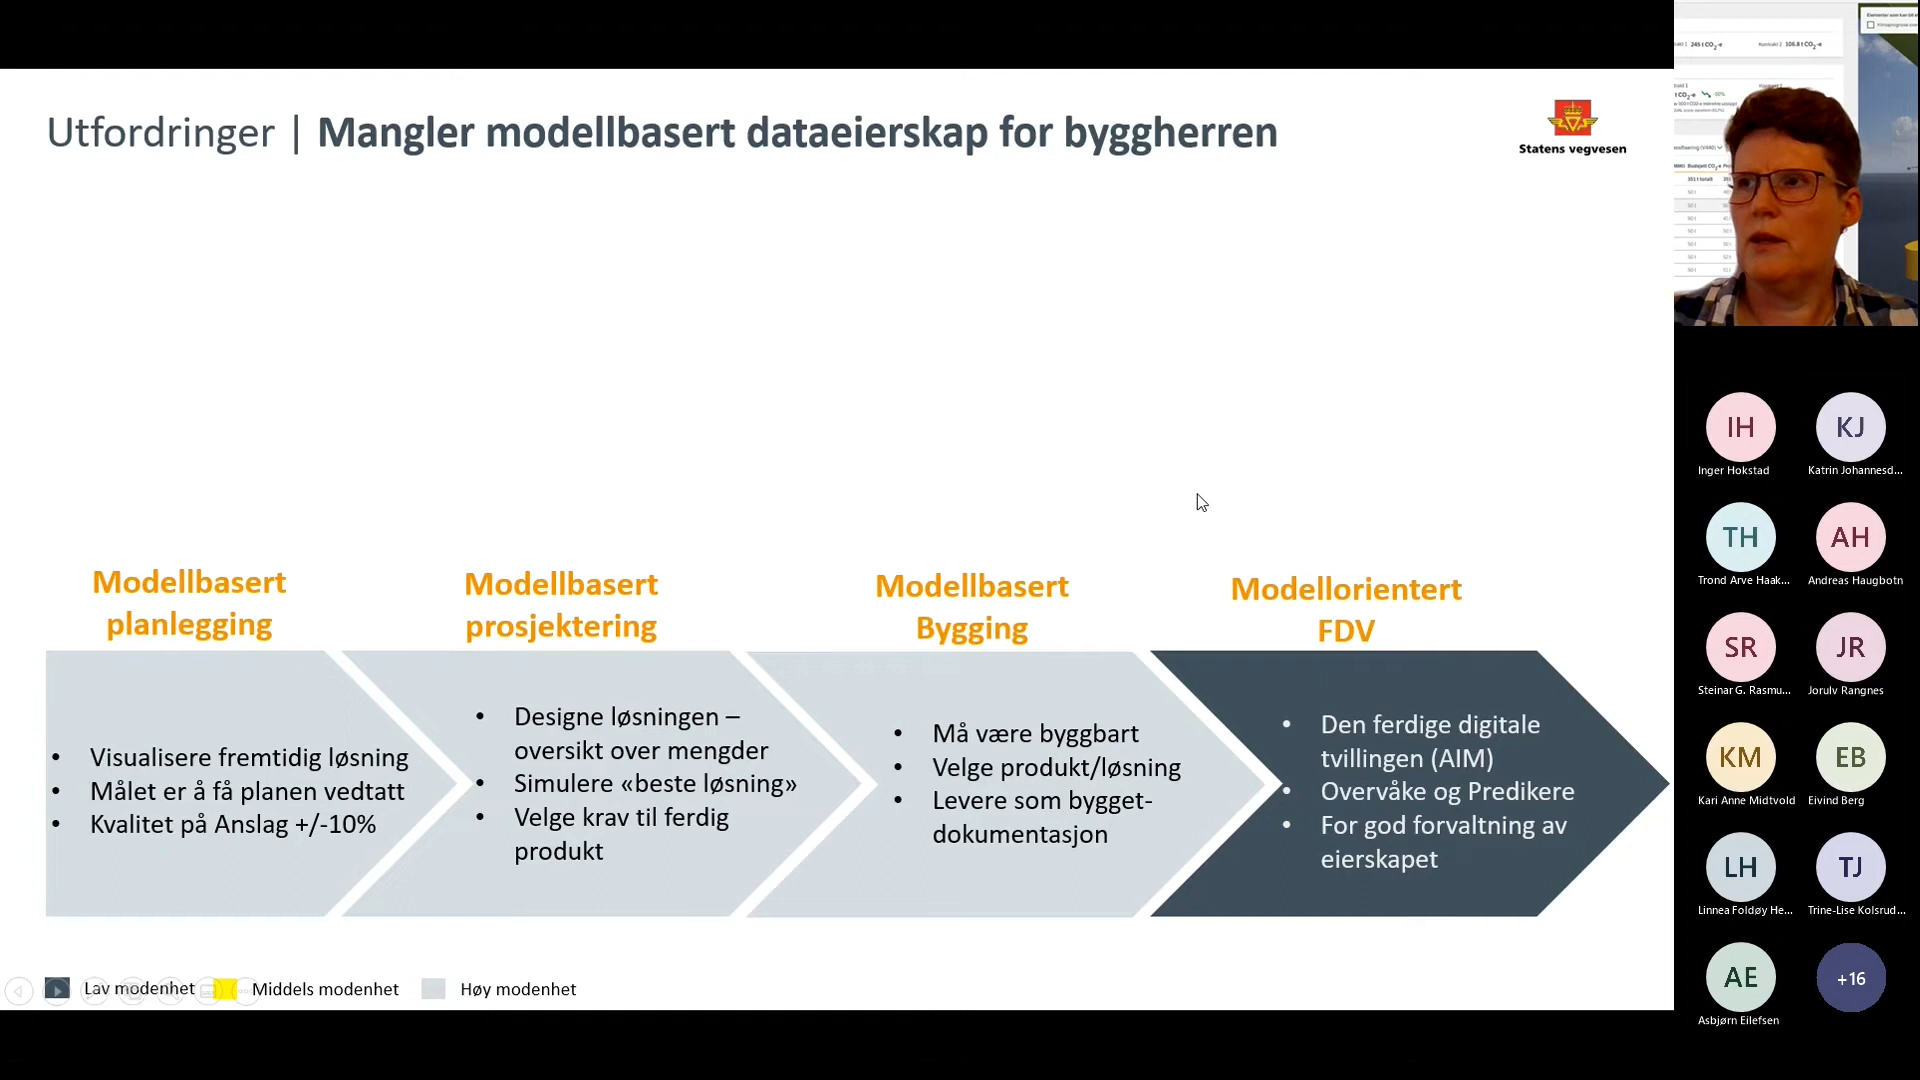 Utfordringer | Mangler modellbasert dataeierskap for byggherren
Statens vegvesen
Modellbasert
planlegging
Modellbasert
prosjektering
Modellbasert
Bygging
Modellorientert
FDV
• Visualisere fremtidig løsning
• Målet er å få planen vedtatt
• Kvalitet på Anslag +/-10%
• Designe løsningen –
oversikt over mengder
• Simulere «beste løsning»
• Velge krav til ferdig
produkt
• Må være byggbart
• Velge produkt/løsning
• Levere som bygget-
dokumentasjon
• Den ferdige digitale
tvillingen (AIM)
• Overvåke og Predikere
• For god forvaltning av
eierskapet
Lav modenhet
Middels modenhet
Høy modenhet
245 t CO2-e
106.8 t CO2-e
IH
Inger Hokstad
KJ
Katrin Johannesd...
TH
Trond Arve Haak...
AH
Andreas Haugbotn
SR
Steinar G. Rasmu...
JR
Jorulv Rangnes
KM
Kari Anne Midtvold
EB
Eivind Berg
LH
Linnea Foldøy He...
TJ
Trine-Lise Kolsrud...
AE
Asbjørn Eilefsen
+16